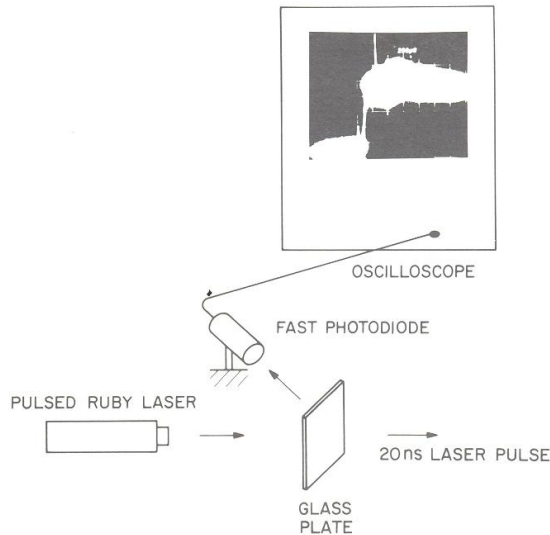 OSCILLOSCOPE
FAST PHOTODIODE
PULSED RUBY LASER
20ns LASER PULSE
GLASS
PLATE